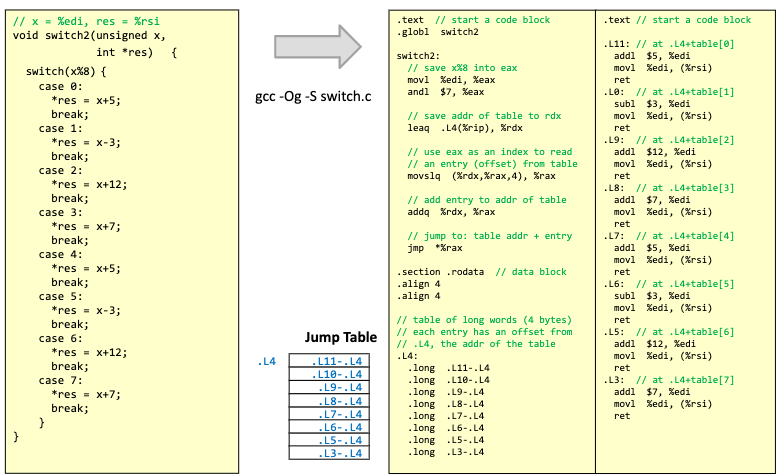 // x = %edi, res = %rsi
void switch2(unsigned x,
int *res) {
switch(x%8) {
case 0:
*res = x+5;
break;
case 1:
*res = x-3;
break;
case 2:
*res = x+12;
break;
case 3:
*res = x+7;
break;
case 4:
*res = x+5;
break;
case 5:
*res = x-3;
break;
case 6:
*res = x+12;
break;
case 7:
*res = x+7;
break;
}
}
gcc -Og -S switch.c
Jump Table
.L4
.L11-.L4
.L10-.L4
.L9-.L4
.L8-.L4
.L7-.L4
.L6-.L4
.L5-.L4
.L3-.L4
.text // start a code block
.globl switch2
switch2:
// save x%8 into eax
movl %edi, %eax
andl $7, %eax
// save addr of table to rdx
leaq .L4(%rip), %rdx
// use eax as an index to read
// an entry (offset) from table
movslq (%rdx,%rax,4), %rax
// add entry to addr of table
addq %rdx, %rax
// jump to: table addr + entry
jmp *%rax
.section .rodata // data block
.align 4
.align 4
// table of long words (4 bytes)
// each entry has an offset from
// .L4, the addr of the table
.L4:
.long .L11-.L4
.long .L10-.L4
.long .L9-.L4
.long .L8-.L4
.long .L7-.L4
.long .L6-.L4
.long .L5-.L4
.long .L3-.L4
.text // start a code block
.L11: // at .L4+table[0]
addl $5, %edi
movl %edi, (%rsi)
ret
.L0: // at .L4+table[1]
subl $3, %edi
movl %edi, (%rsi)
ret
.L9: // at .L4+table[2]
addl $12, %edi
movl %edi, (%rsi)
ret
.L8: // at .L4+table[3]
addl $7, %edi
movl %edi, (%rsi)
ret
.L7: // at .L4+table[4]
addl $5, %edi
movl %edi, (%rsi)
ret
.L6: // at .L4+table[5]
subl $3, %edi
movl %edi, (%rsi)
ret
.L5: // at .L4+table[6]
addl $12, %edi
movl %edi, (%rsi)
ret
.L3: // at .L4+table[7]
addl $7, %edi
movl %edi, (%rsi)
ret